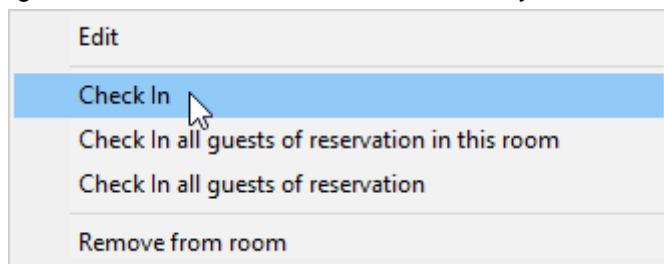 Edit
Check In
Check In all guests of reservation in this room
Check In all guests of reservation
Remove from room